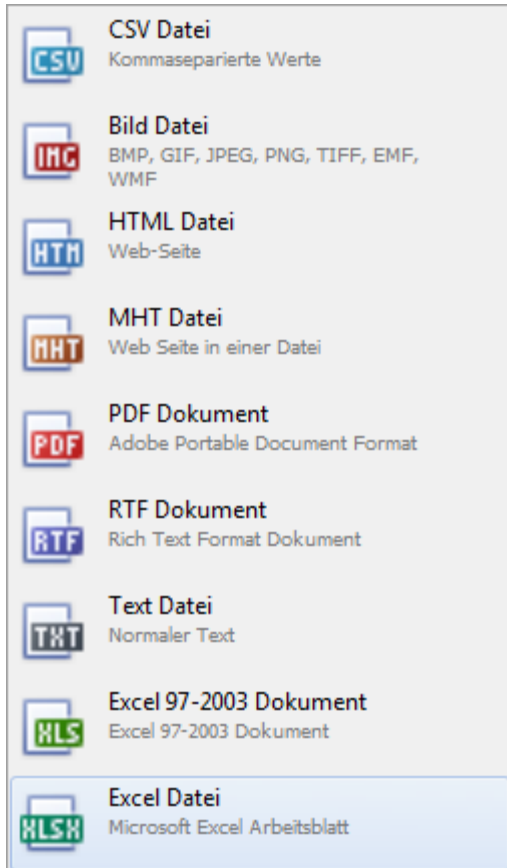 CSV Datei
CSV Kommaseparierte Werte
Bild Datei
IMG BMP, GIF, JPEG, PNG, TIFF, EMF,
WMF
HTML Datei
HTM Web-Seite
MHT Datei
MHT Web Seite in einer Datei
PDF Dokument
PDF Adobe Portable Document Format
RTF Dokument
RTF Rich Text Format Dokument
Text Datei
TXT Normaler Text
Excel 97-2003 Dokument
XLS Excel 97-2003 Dokument
Excel Datei
XLSX Microsoft Excel Arbeitsblatt